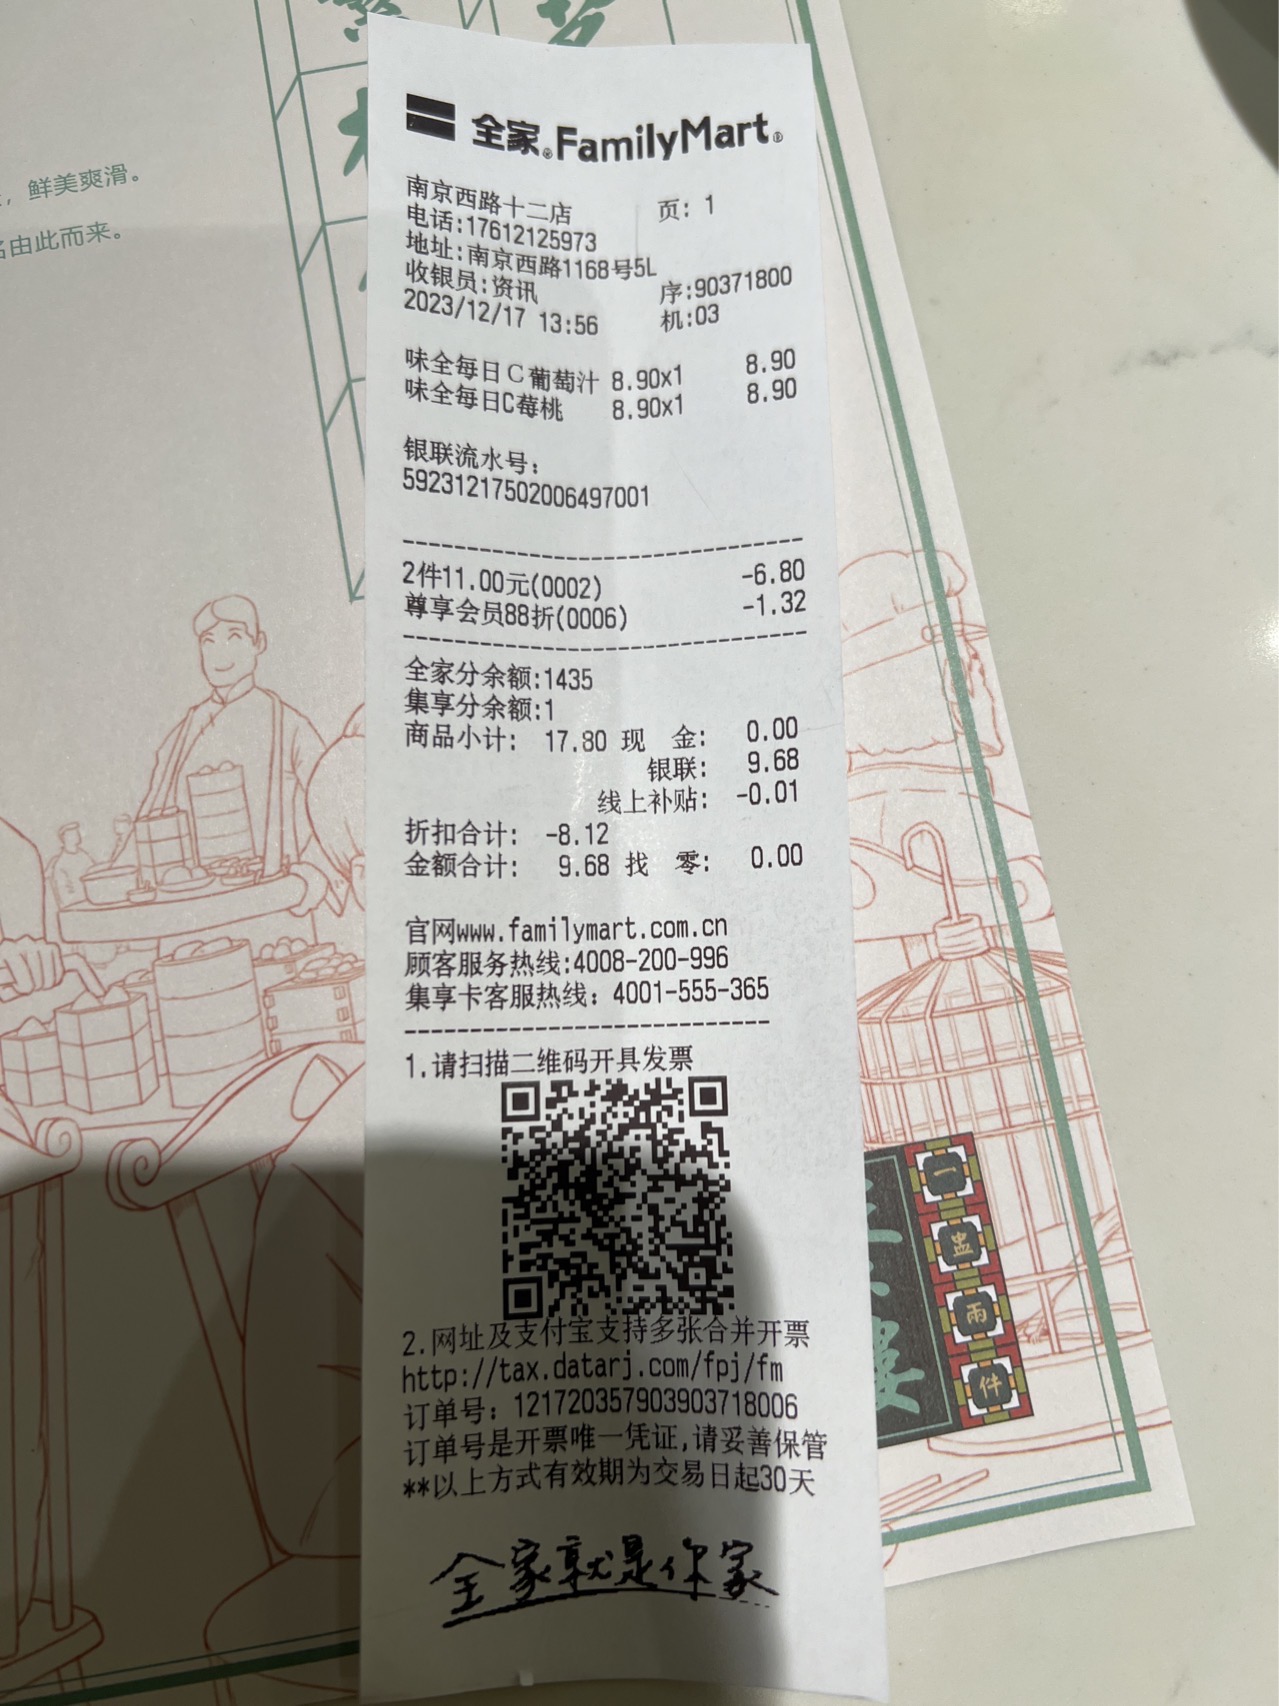 鲜美爽滑。
名由此而来。
全家 FamilyMart
南京西路十二店 页: 1
电话:17612125973
地址:南京西路1168号5L
收银员:资讯 序:90371800
2023/12/17 13:56 机:03
味全每日C葡萄汁 8.90x1 8.90
味全每日C莓桃 8.90x1 8.90
银联流水号:
59231217502006497001
2件11.00元(0002) -6.80
尊享会员88折(0006) -1.32
全家分余额:1435
集享分余额:1
商品小计: 17.80 现 金: 0.00
银联: 9.68
线上补贴: -0.01
折扣合计: -8.12
金额合计: 9.68 找 零: 0.00
官网www.familymart.com.cn
顾客服务热线:4008-200-996
集享卡客服热线: 4001-555-365
1.请扫描二维码开具发票
2.网址及支付宝支持多张合并开票
http://tax.datarj.com/fpj/fm
订单号: 121720357903903718006
订单号是开票唯一凭证,请妥善保管
**以上方式有效期为交易日起30天
全家就是你家
一
盅
两
件